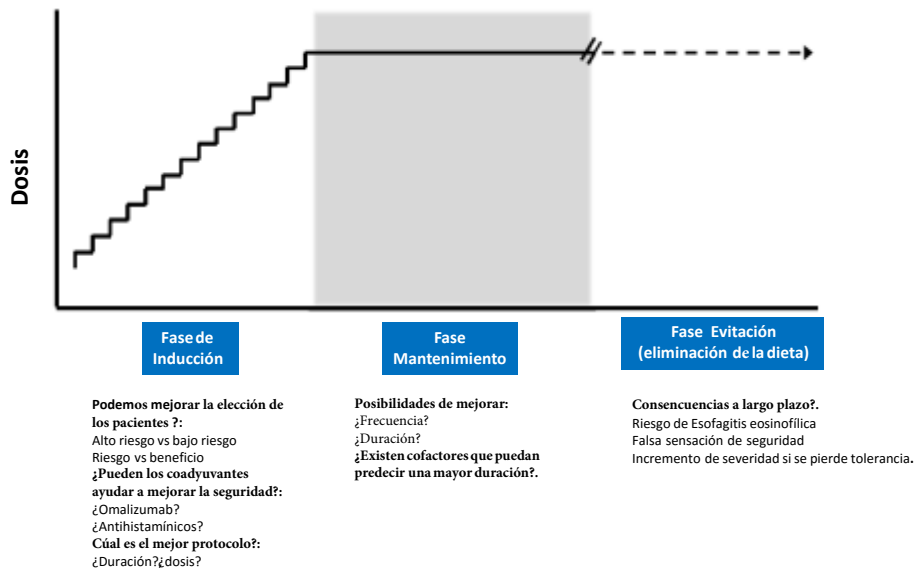 Dosis
Fase de
Inducción
Fase
Mantenimiento
Fase Evitación
(eliminación de la dieta)
Podemos mejorar la elección de
los pacientes ?:
Alto riesgo vs bajo riesgo
Riesgo vs beneficio
¿Pueden los coadyuvantes
ayudar a mejorar la seguridad?:
¿Omalizumab?
¿Antihistamínicos?
Cúal es el mejor protocolo?:
¿Duración?¿dosis?
Posibilidades de mejorar:
¿Frecuencia?
¿Duración?
¿Existen cofactores que puedan
predecir una mayor duración?.
Consencuencias a largo plazo?.
Riesgo de Esofagitis eosinofílica
Falsa sensación de seguridad
Incremento de severidad si se pierde tolerancia.